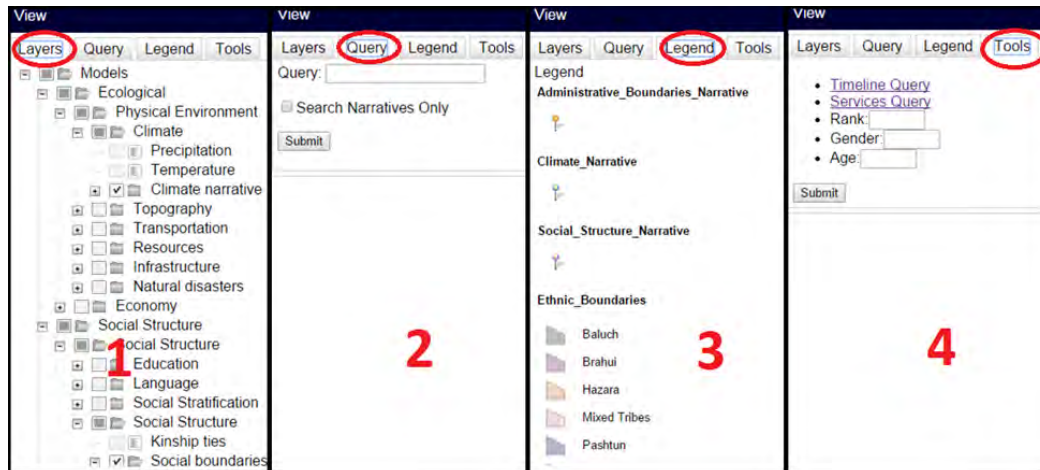 View
Layers Query Legend Tools
Models
Ecological
Physical Environment
Climate
Precipitation
Temperature
Climate narrative
Topography
Transportation
Resources
Infrastructure
Natural disasters
Economy
Social Structure
Social Structure
Education
Language
Social Stratification
Social Structure
Kinship ties
Social boundaries
1
View
Layers Query Legend Tools
Query:
Search Narratives Only
Submit
2
View
Layers Query Legend Tools
Legend
Administrative_Boundaries_Narrative
Climate_Narrative
Social_Structure_Narrative
Ethnic_Boundaries
Baluch
Brahui
Hazara
Mixed Tribes
Pashtun
3
View
Layers Query Legend Tools
Timeline Query
Services Query
Rank:
Gender:
Age:
Submit
4